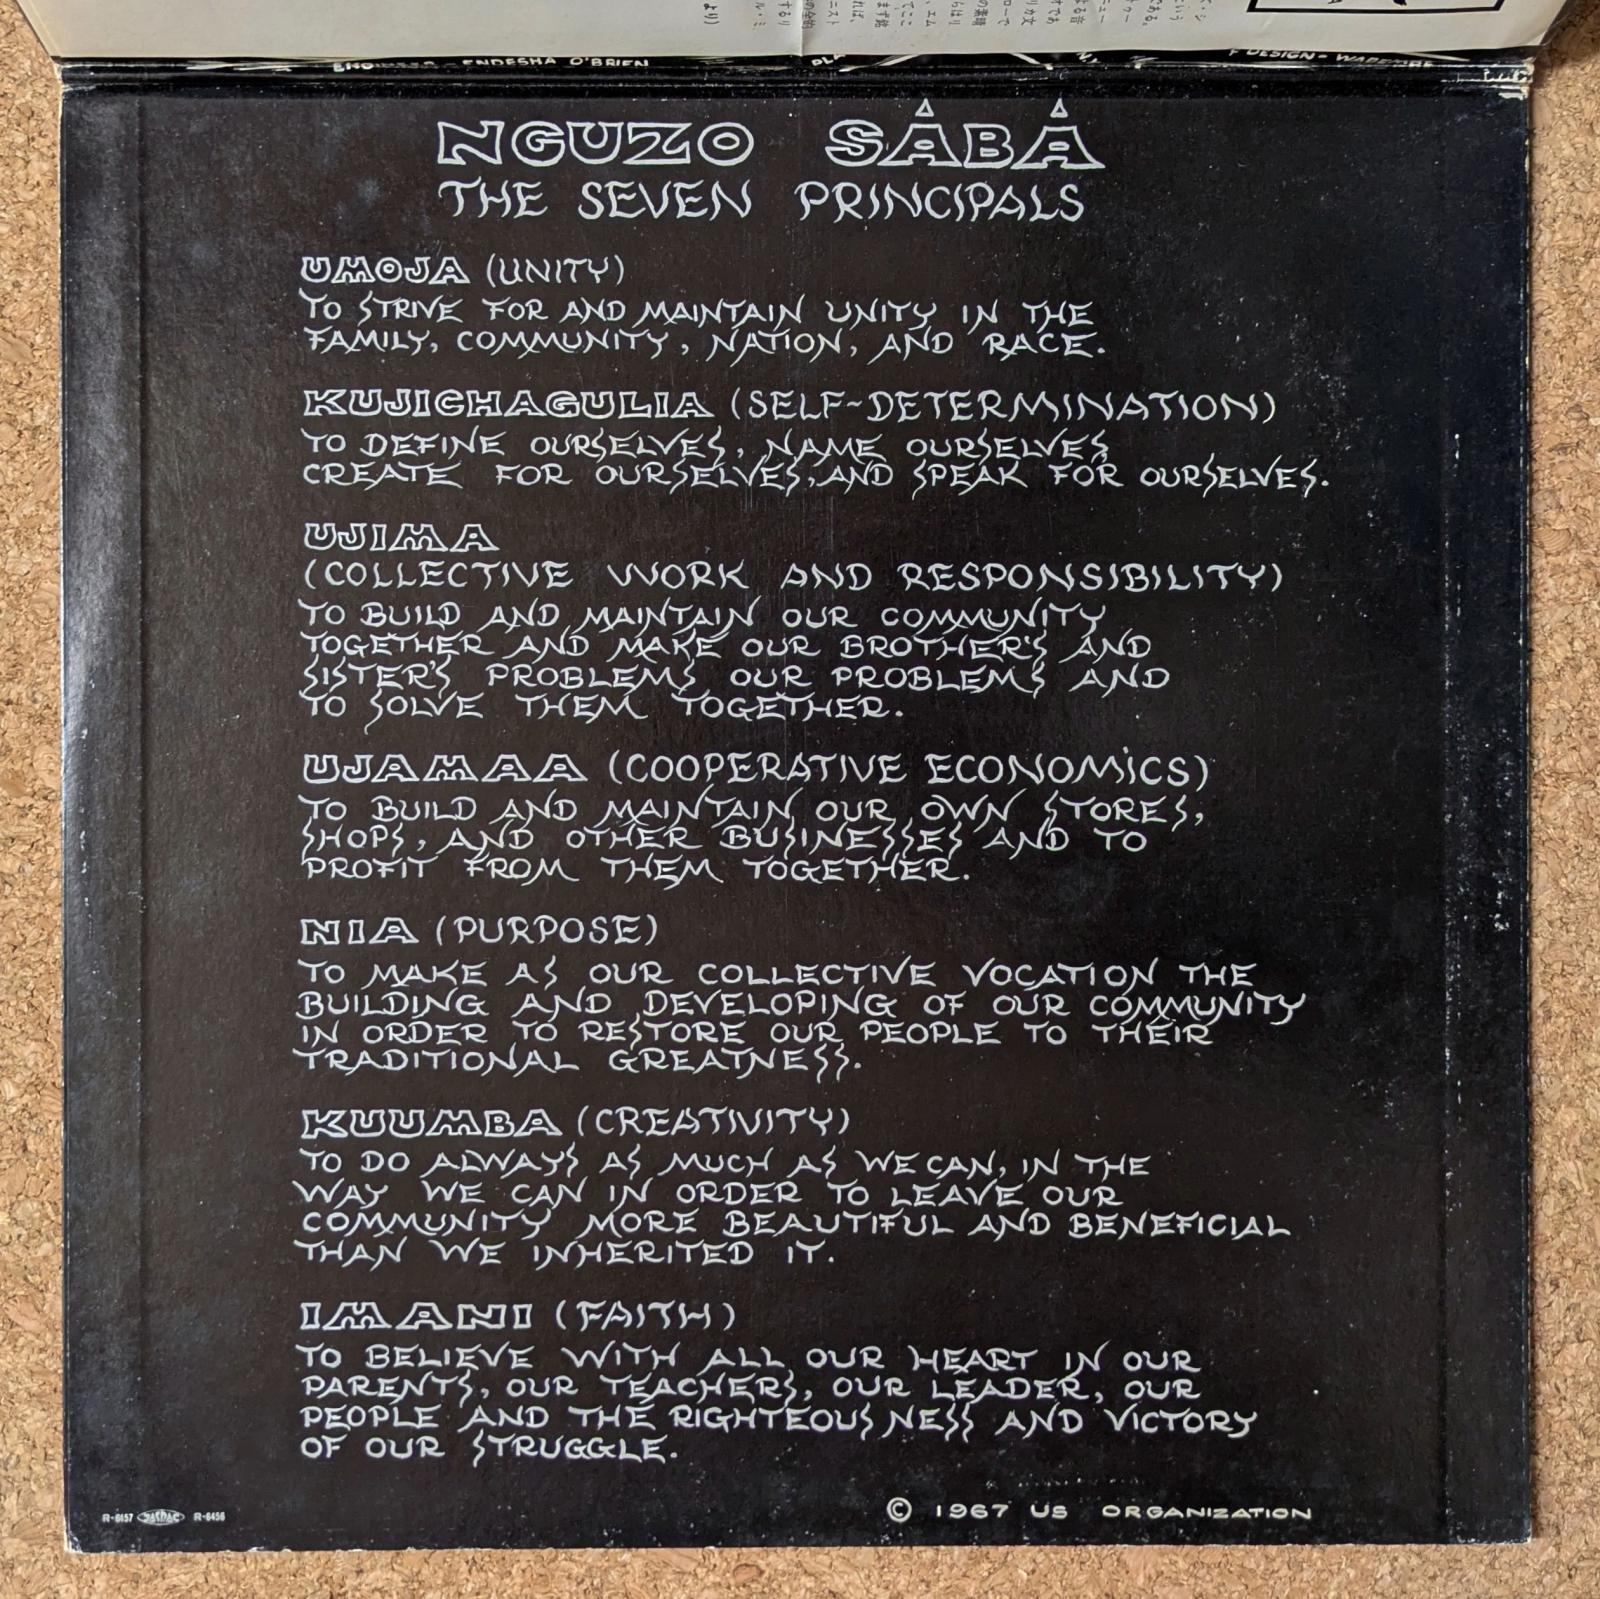 ENGINEER - ENDESHA O'BRIEN
DESIGN - WABEMBE
NGUZO SABA
THE SEVEN PRINCIPALS
UMOJA (UNITY)
TO STRIVE FOR AND MAINTAIN UNITY IN THE
FAMILY, COMMUNITY, NATION, AND RACE.
KUJICHAGULIA (SELF-DETERMINATION)
TO DEFINE OURSELVES, NAME OURSELVES
CREATE FOR OURSELVES, AND SPEAK FOR OURSELVES.
UJIMA
(COLLECTIVE WORK AND RESPONSIBILITY)
TO BUILD AND MAINTAIN OUR COMMUNITY
TOGETHER AND MAKE OUR BROTHER'S AND
SISTER'S PROBLEMS OUR PROBLEMS AND
TO SOLVE THEM TOGETHER.
UJAMAA (COOPERATIVE ECONOMICS)
TO BUILD AND MAINTAIN OUR OWN STORES,
SHOPS, AND OTHER BUSINESSES AND TO
PROFIT FROM THEM TOGETHER.
NIA (PURPOSE)
TO MAKE AS OUR COLLECTIVE VOCATION THE
BUILDING AND DEVELOPING OF OUR COMMUNITY
IN ORDER TO RESTORE OUR PEOPLE TO THEIR
TRADITIONAL GREATNESS.
KUUMBA (CREATIVITY)
TO DO ALWAYS AS MUCH AS WE CAN, IN THE
WAY WE CAN IN ORDER TO LEAVE OUR
COMMUNITY MORE BEAUTIFUL AND BENEFICIAL
THAN WE INHERITED IT.
IMANI (FAITH)
TO BELIEVE WITH ALL OUR HEART IN OUR
PARENTS, OUR TEACHERS, OUR LEADER, OUR
PEOPLE AND THE RIGHTEOUSNESS AND VICTORY
OF OUR STRUGGLE.
R-6457 R-6456
© 1967 US ORGANIZATION